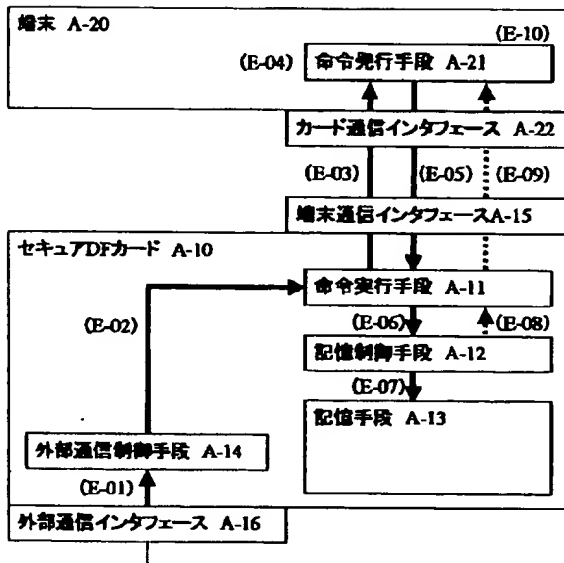 端末 A-20
(E-10)
(E-04)
命令発行手段 A-21
カード通信インタフェース A-22
(E-03)
(E-05)
(E-09)
端末通信インタフェースA-15
セキュアDFカード A-10
命令実行手段 A-11
(E-02)
(E-06)
(E-08)
記憶制御手段 A-12
(E-07)
記憶手段 A-13
外部通信制御手段 A-14
(E-01)
外部通信インタフェース A-16